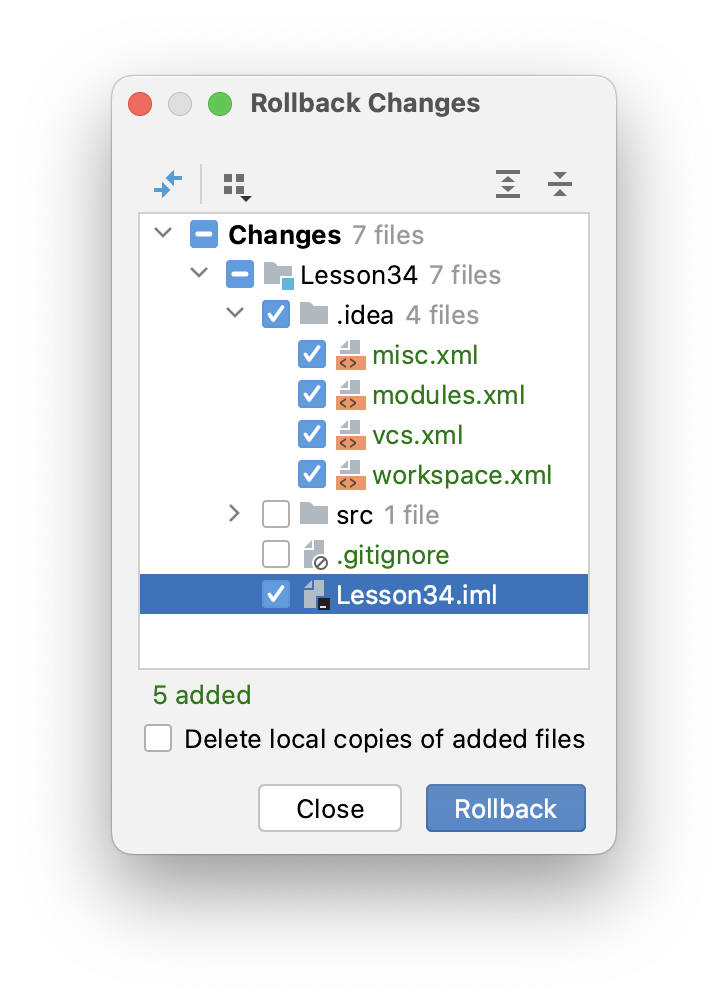 Rollback Changes
Changes 7 files
Lesson34 7 files
.idea 4 files
misc.xml
modules.xml
vcs.xml
workspace.xml
src 1 file
.gitignore
Lesson34.iml
5 added
Delete local copies of added files
Close Rollback